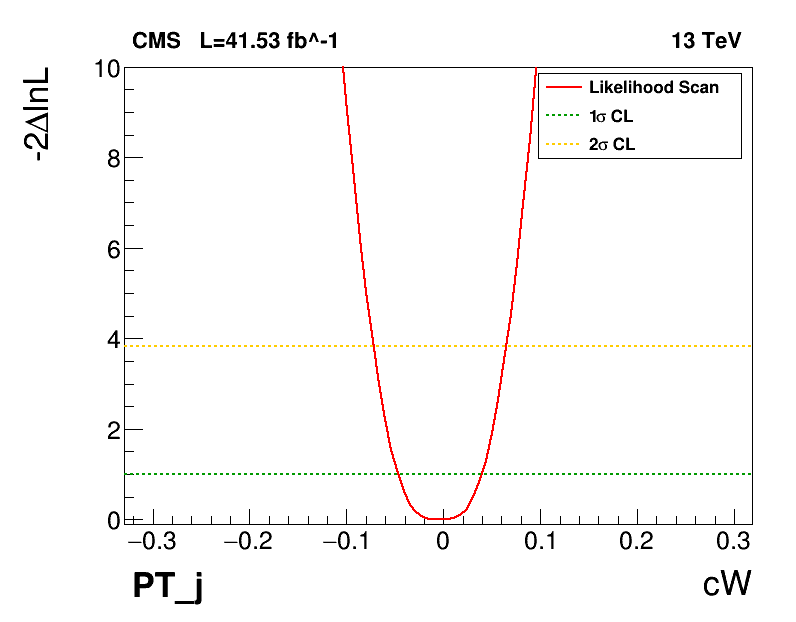 CMS L=41.53 fb^-1 13 TeV
-2ΔlnL
10
8
6
4
2
0
Likelihood Scan
1σ CL
2σ CL
−0.3 −0.2 −0.1 0 0.1 0.2 0.3
PT_j cW